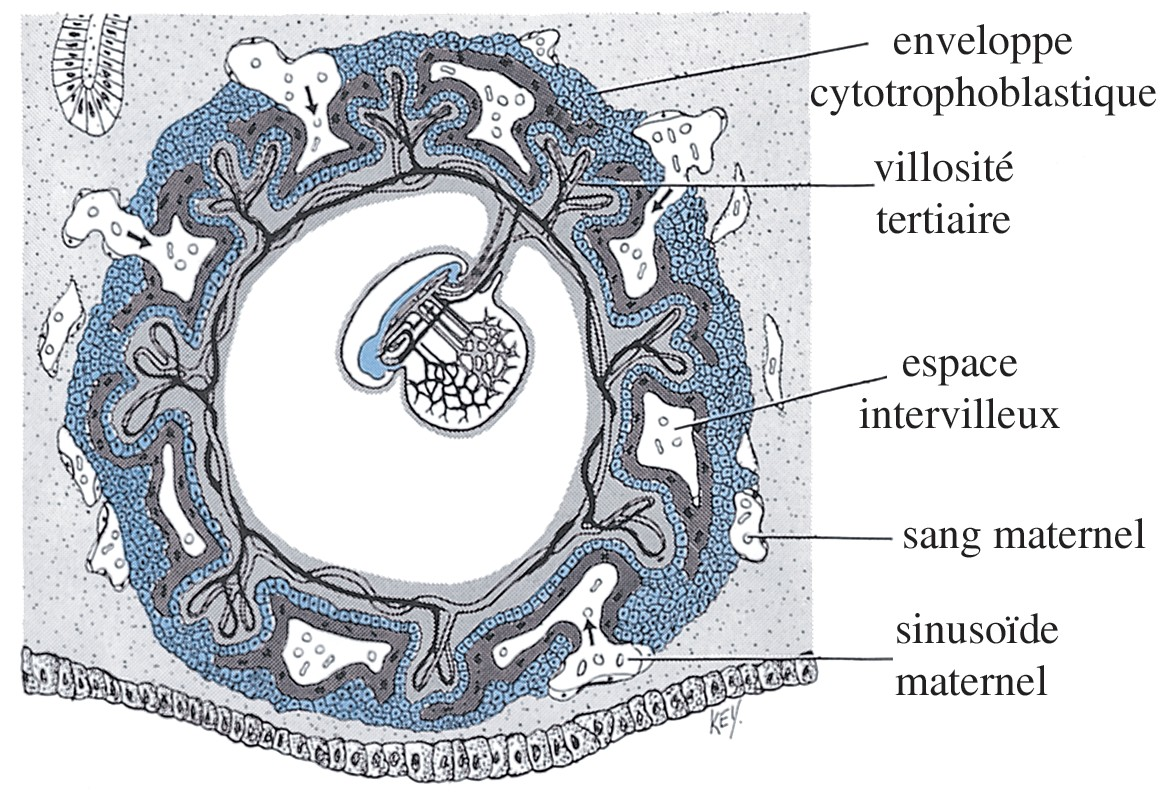 enveloppe
cytotrophoblastique
villosité
tertiaire
espace
intervilleux
sang maternel
sinusoïde
maternel
KEY.